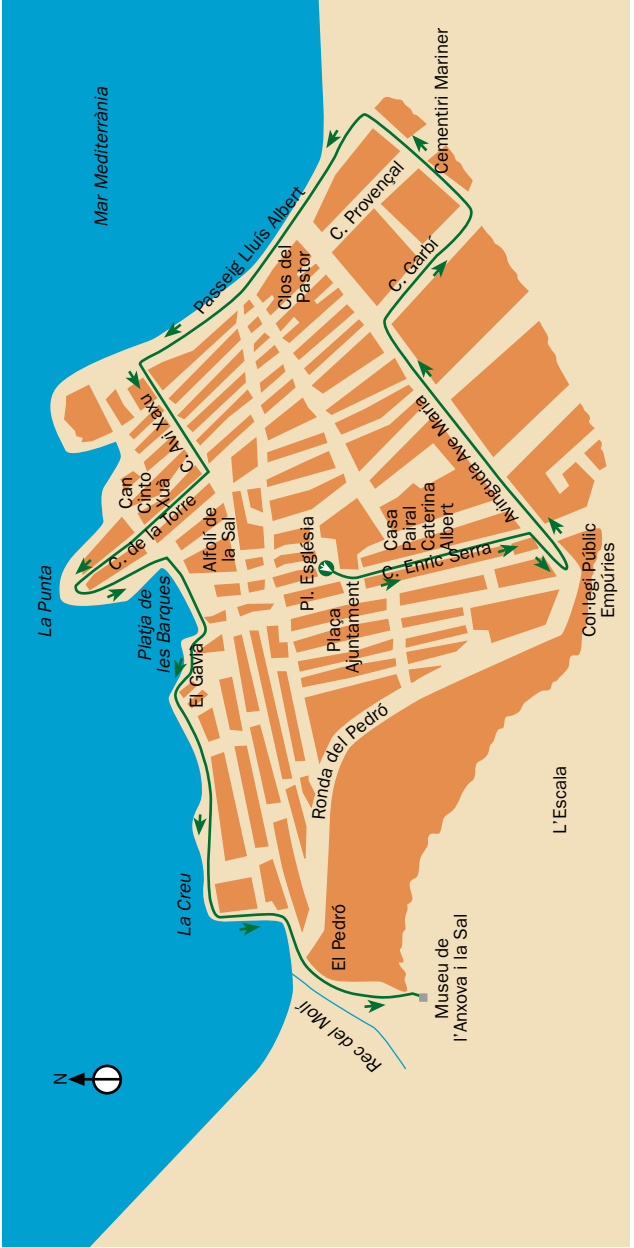 Mar Mediterrània
La Punta
Platja de
les Barques
La Creu
Can
Cinto
Xuà
C. Avi Xaxu
C. de la Torre
Passeig Lluís Albert
Clos del
Pastor
C. Provençal
C. Garbí
Cementiri Mariner
Alfolí de
la Sal
El Gavià
Pl. Església
Plaça
Ajuntament
Casa
Pairal
Caterina
Albert
C. Enric Serra
Avinguda Ave Maria
Col·legi Públic
Empúries
Ronda del Pedró
El Pedró
Rec del Molí
Museu de
l'Anxova i la Sal
L'Escala
N